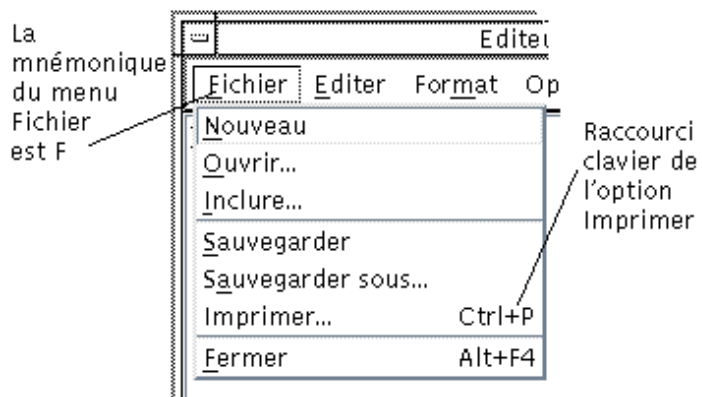 La
mnémonique
du menu
Fichier
est F
Fichier Editer Format
Nouveau
Ouvrir...
Inclure...
Sauvegarder
Sauvegarder sous...
Imprimer... Ctrl+P
Fermer Alt+F4
Raccourci
clavier de
l'option
Imprimer